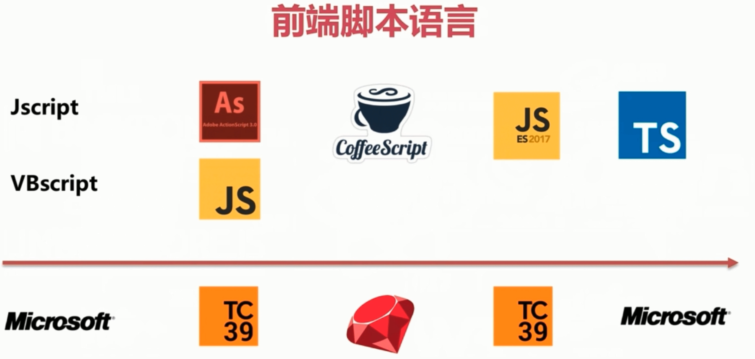 前端脚本语言
Jscript
As
Adobe ActionScript 3.0
CoffeeScript
JS
ES2017
TS
VBscript
JS
Microsoft
TC
39
TC
39
Microsoft